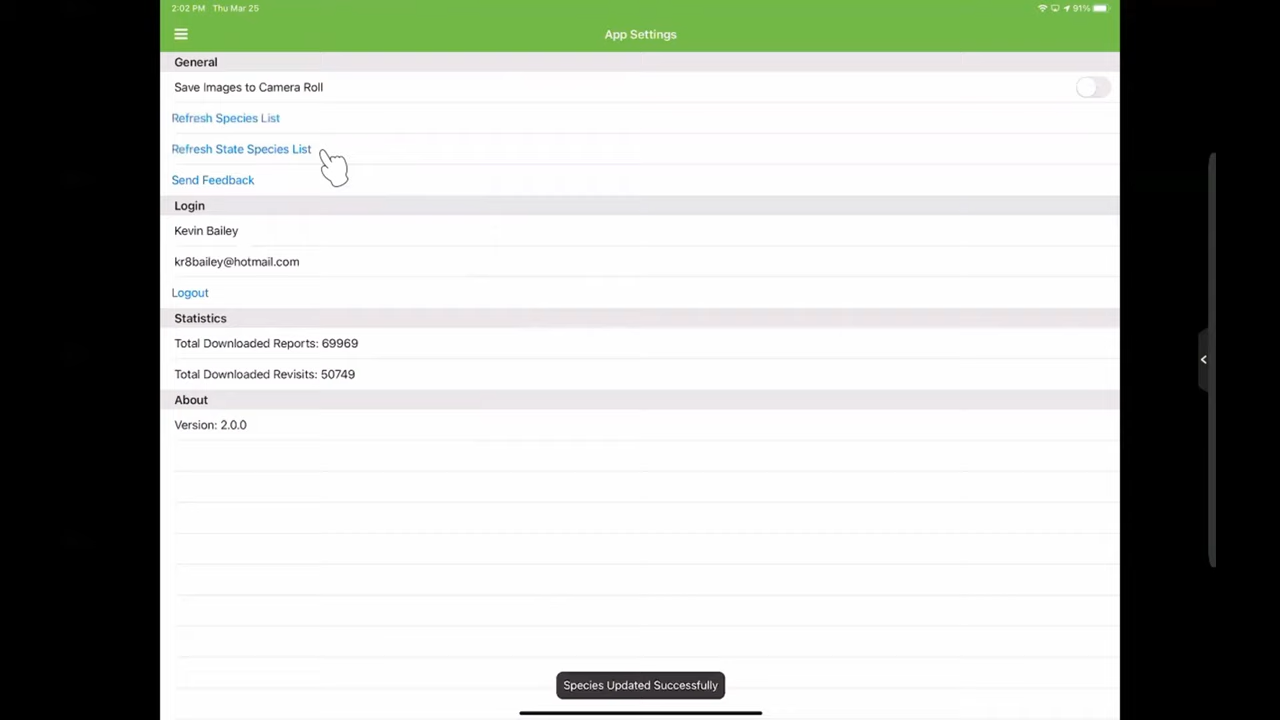 2:02 PM Thu Mar 25
91%
App Settings
General
Save Images to Camera Roll
Refresh Species List
Refresh State Species List
Send Feedback
Login
Kevin Bailey
kr8bailey@hotmail.com
Logout
Statistics
Total Downloaded Reports: 69969
Total Downloaded Revisits: 50749
About
Version: 2.0.0
Species Updated Successfully